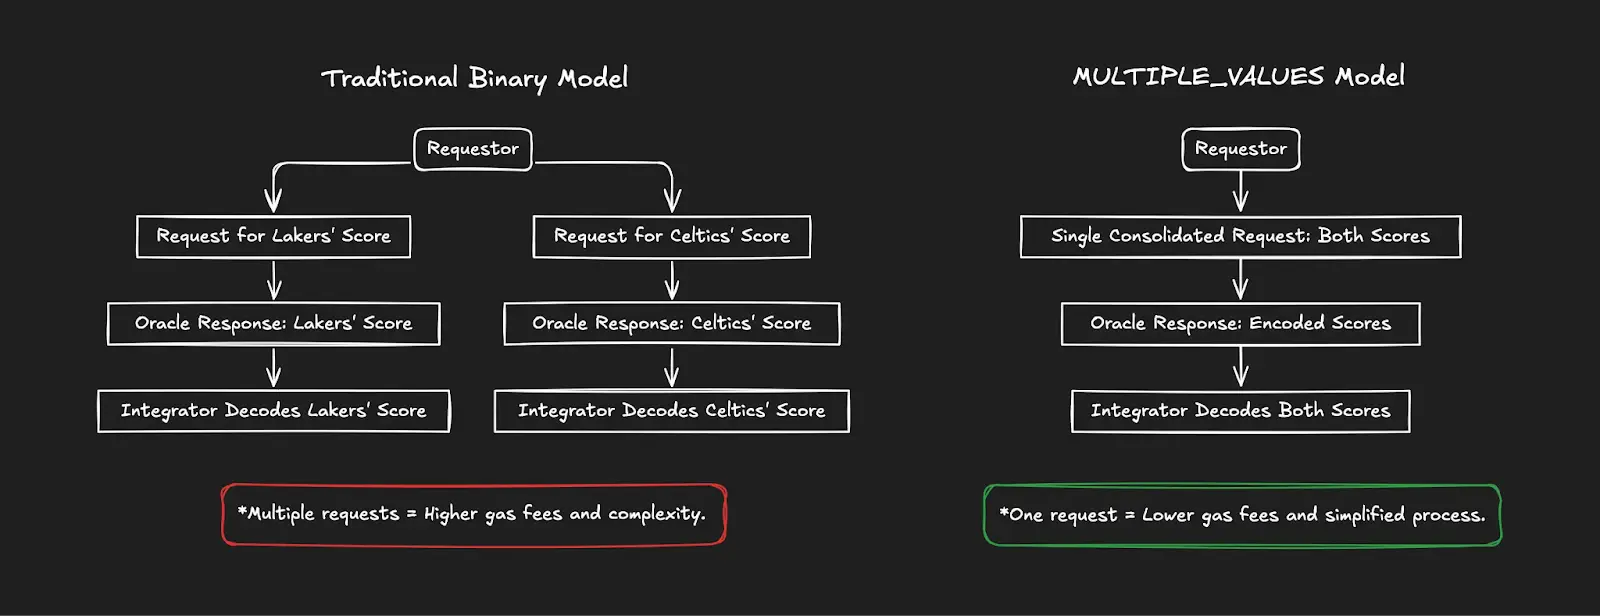 Traditional Binary Model
Requestor
Request for Lakers' Score
Request for Celtics' Score
Oracle Response: Lakers' Score
Oracle Response: Celtics' Score
Integrator Decodes Lakers' Score
Integrator Decodes Celtics' Score
*Multiple requests = Higher gas fees and complexity.
MULTIPLE_VALUES Model
Requestor
Single Consolidated Request: Both Scores
Oracle Response: Encoded Scores
Integrator Decodes Both Scores
*One request = Lower gas fees and simplified process.